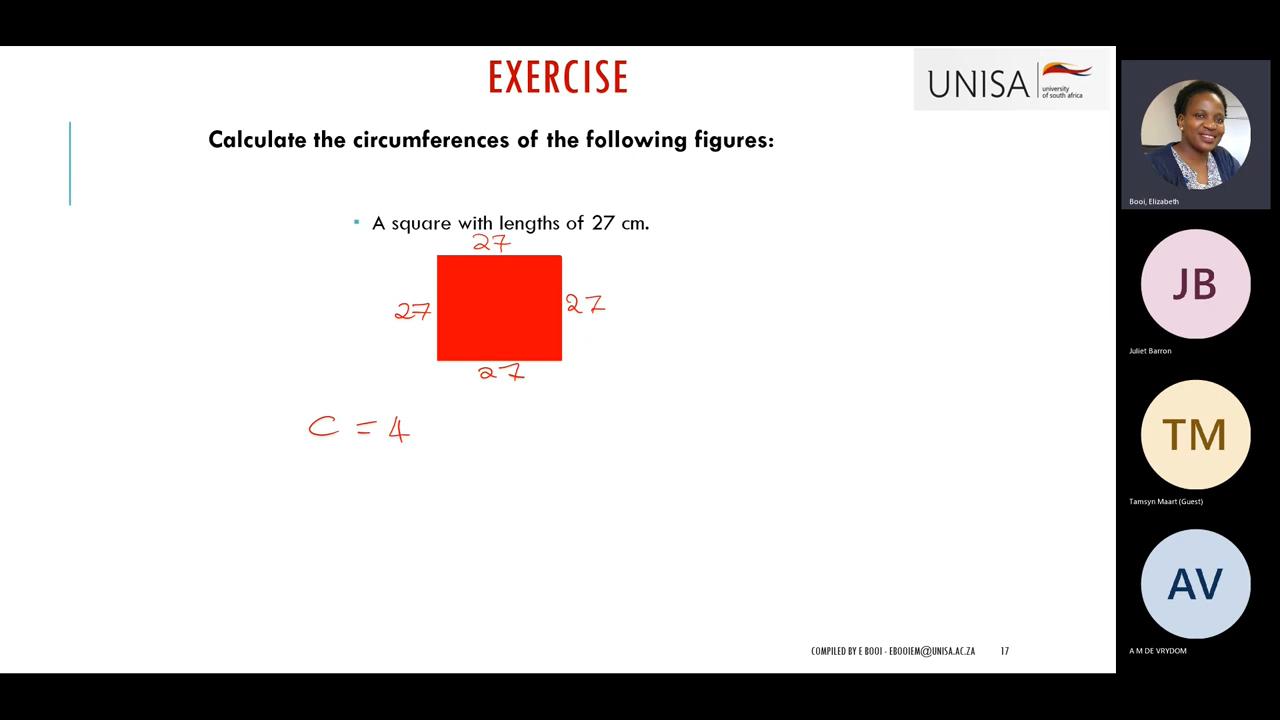 EXERCISE
UNISA
university
of south africa
Calculate the circumferences of the following figures:
A square with lengths of 27 cm.
27
27
27
27
C = 4
COMPILED BY E BOOI - EBOOIEM@UNISA.AC.ZA 17
Booi, Elizabeth
JB
Juliet Barron
TM
Tamsyn Maart (Guest)
AV
A M DE VRYDOM